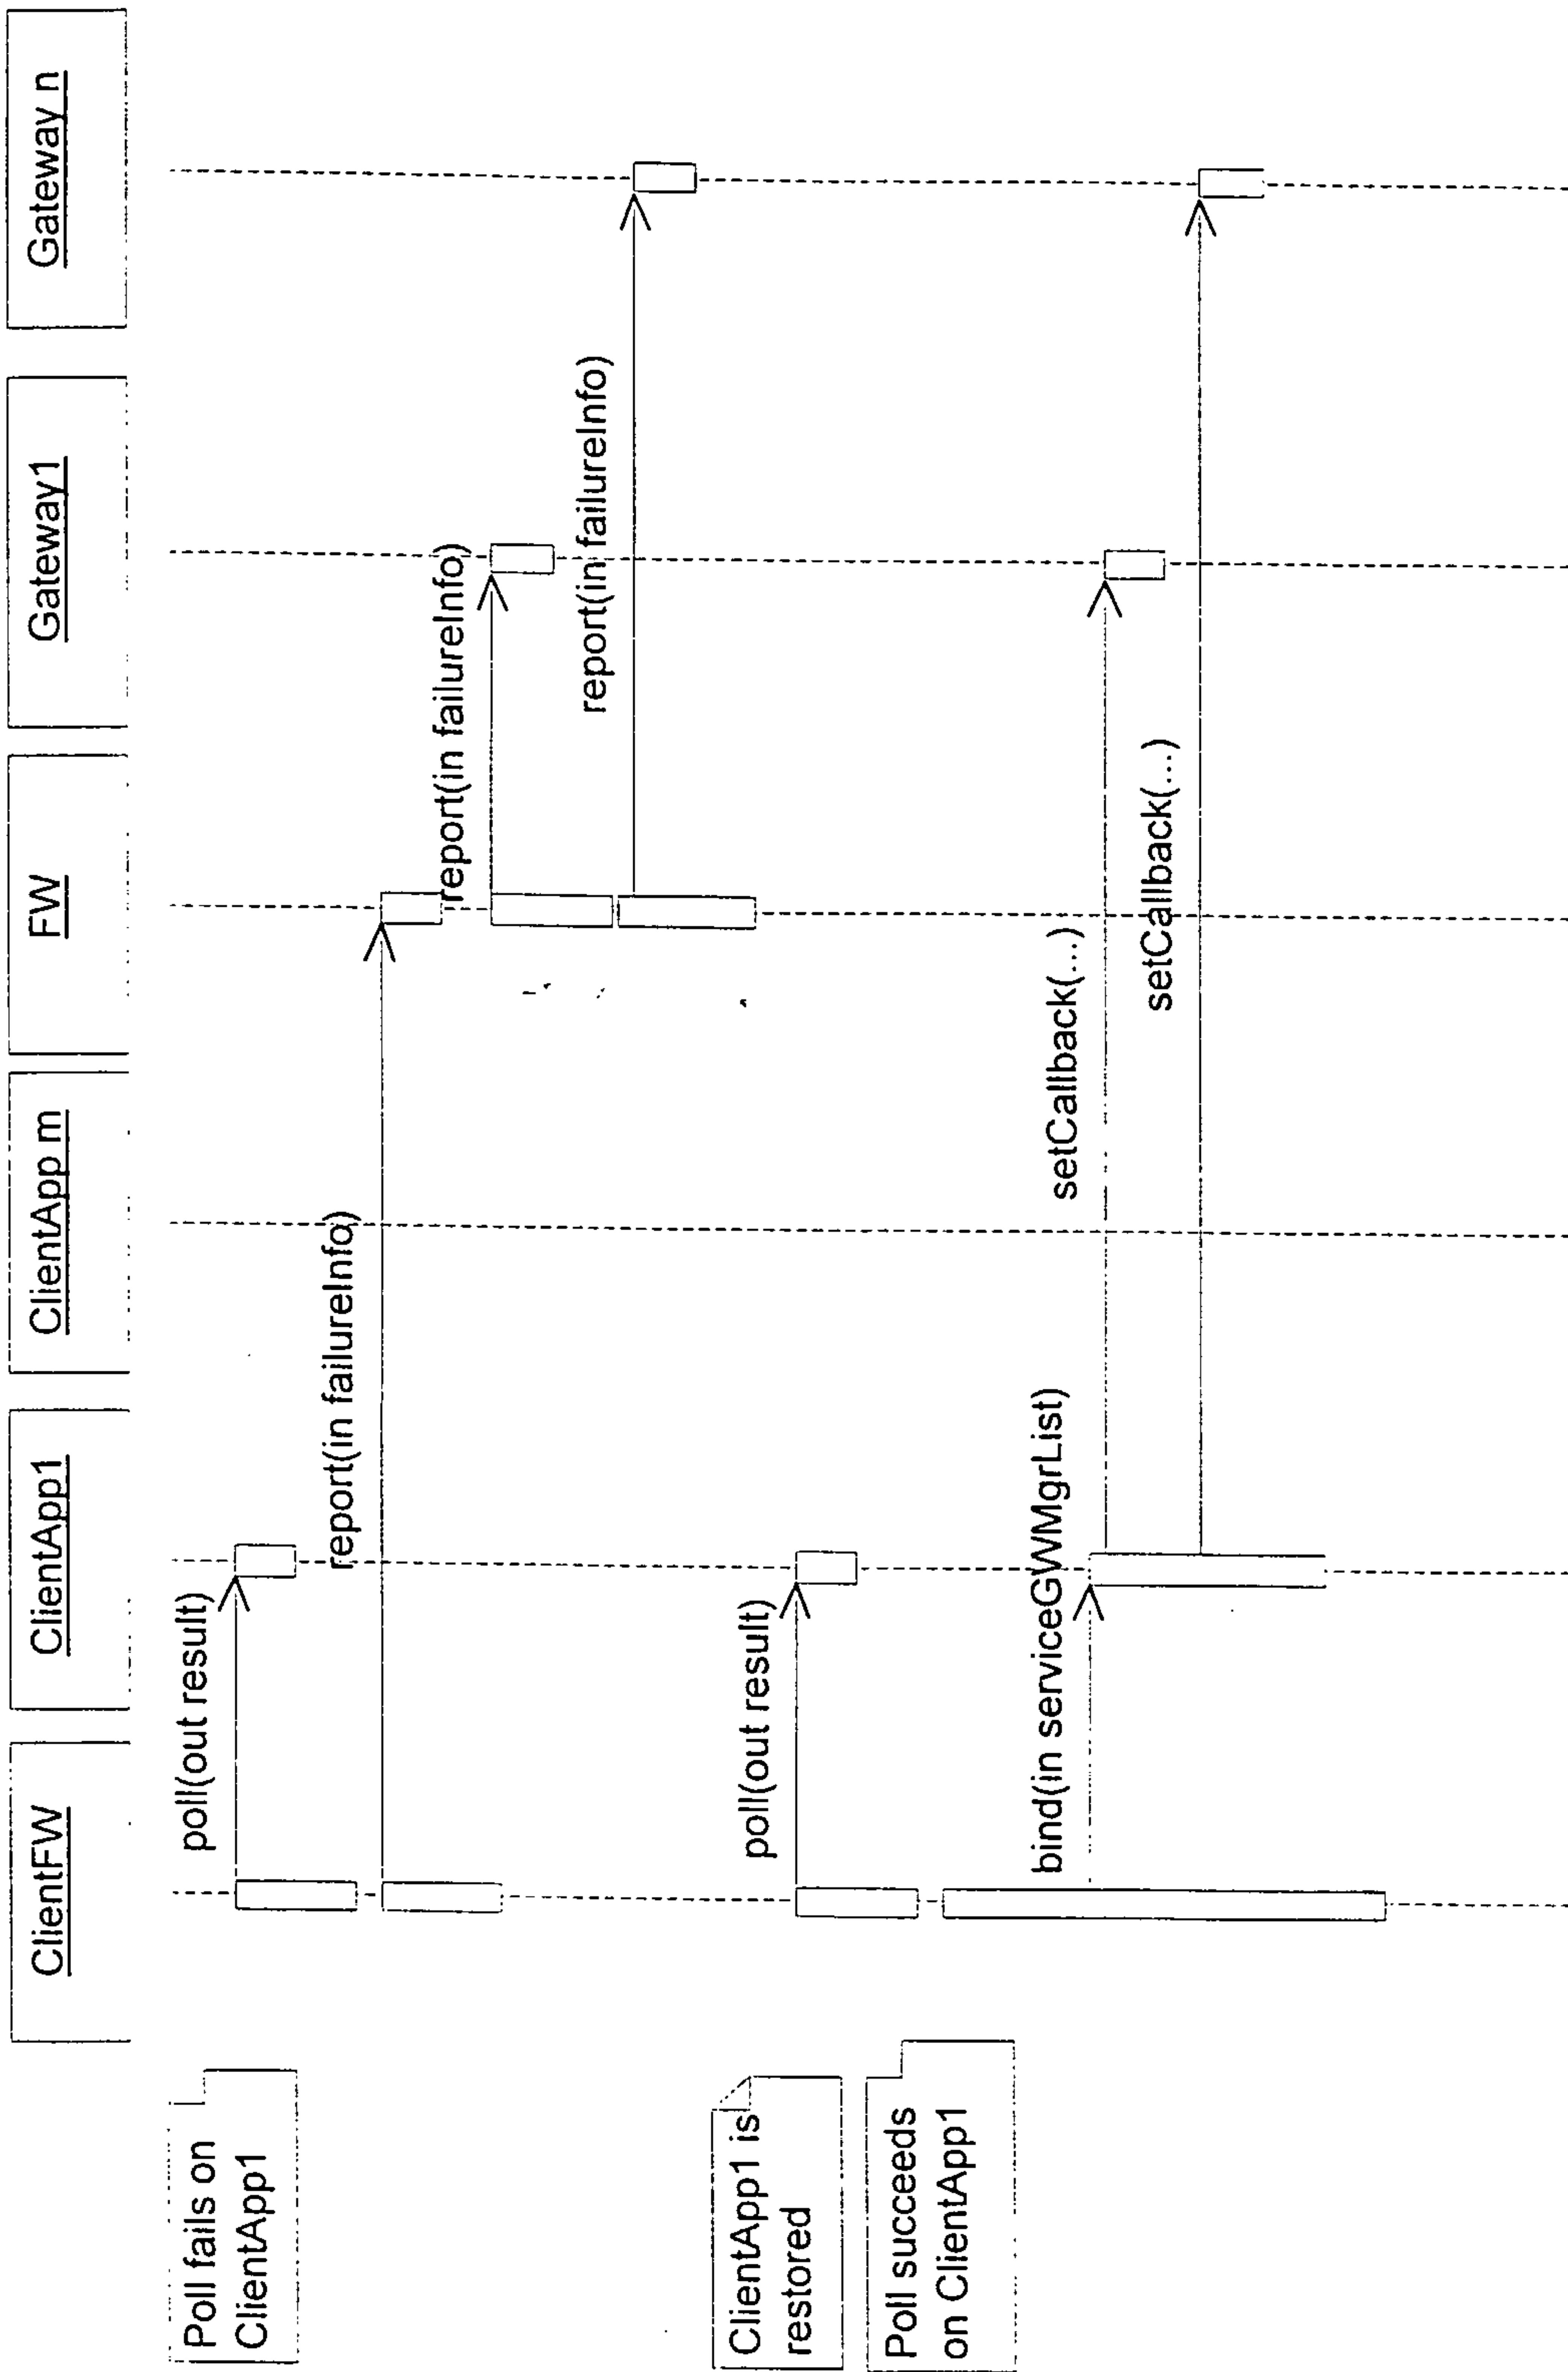 ClientFW
ClientApp1
ClientApp m
FW
Gateway1
Gateway n
Poll fails on
ClientApp1
poll(out result)
report(in failureInfo)
report(in failureInfo)
report(in failureInfo)
ClientApp1 is
restored
poll(out result)
Poll succeeds
on ClientApp1
bind(in serviceGWMgrList)
setCallback(...)
setCallback(...)